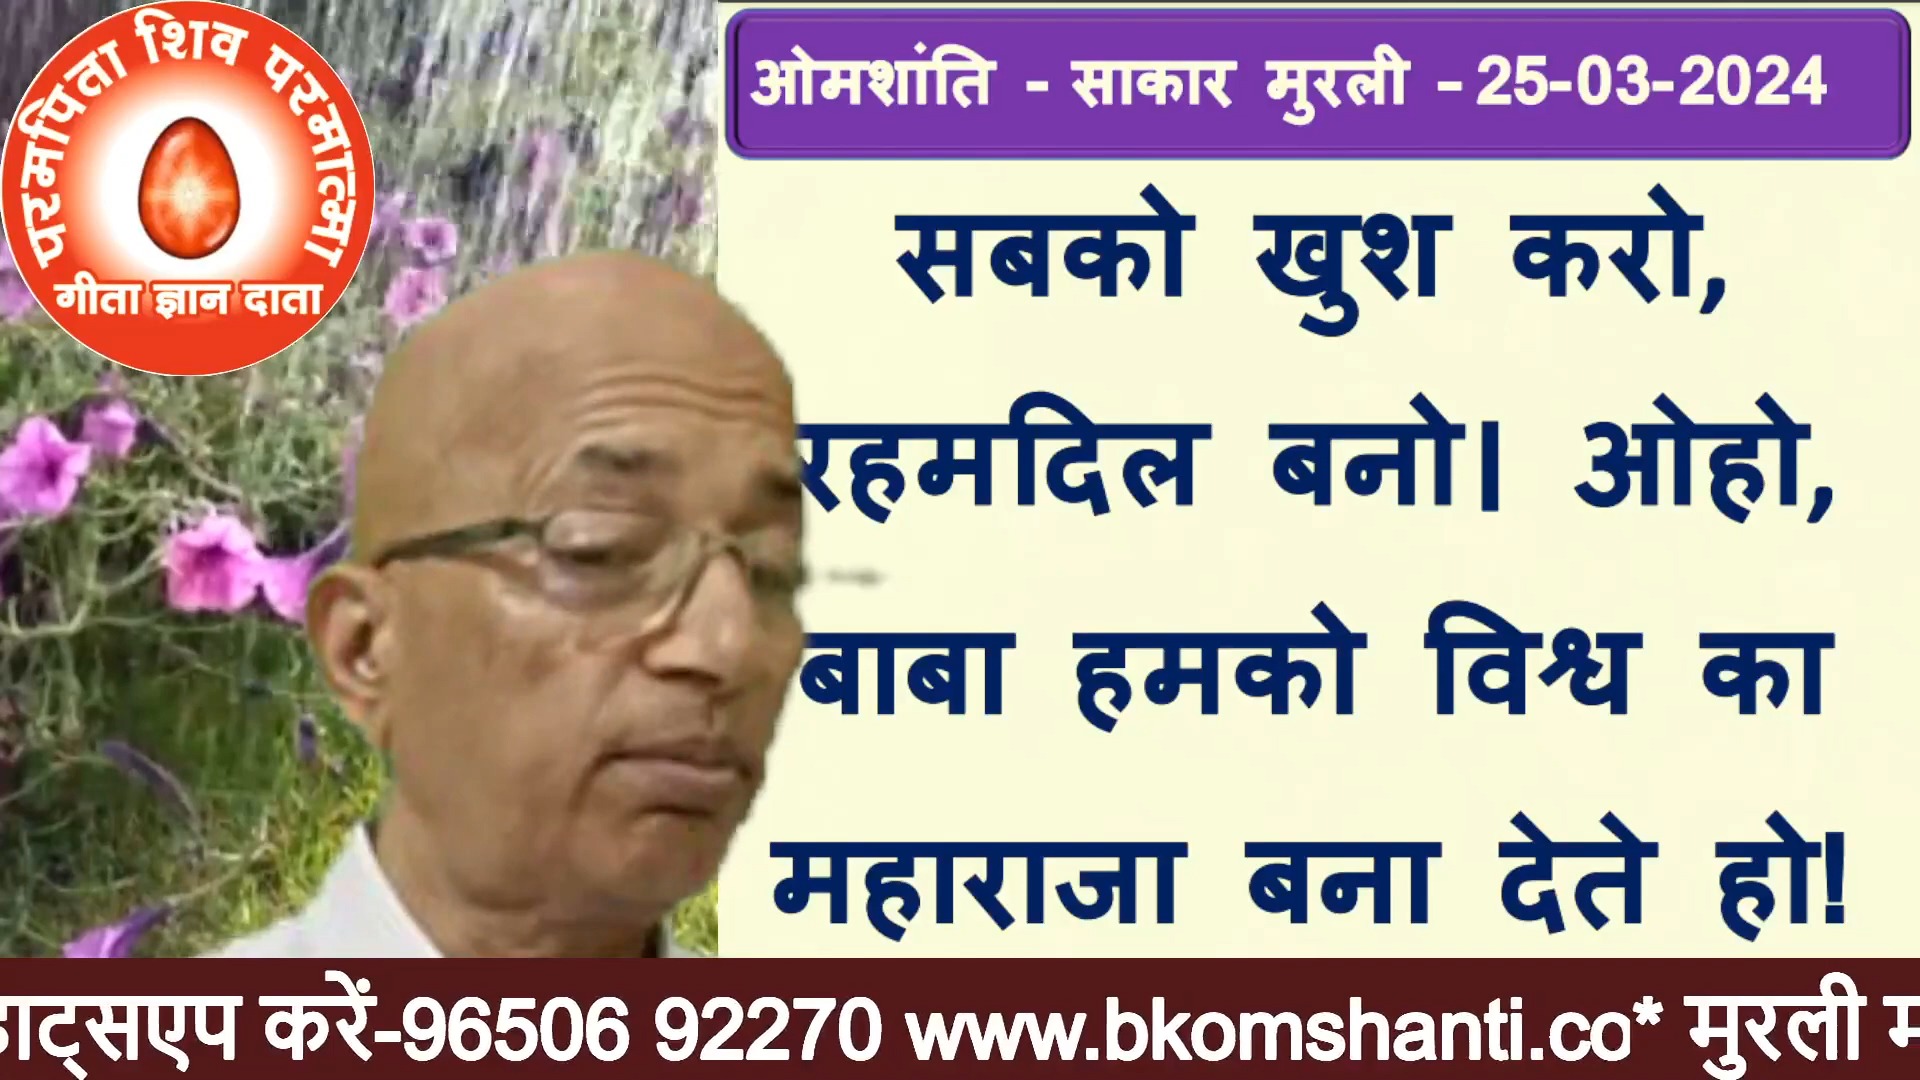 परमपिता शिव परमात्मा
गीता ज्ञान दाता
ओमशांति - साकार मुरली - 25-03-2024
सबको खुश करो,
रहमदिल बनो। ओहो,
बाबा हमको विश्व का
महाराजा बना देते हो!
करें-96506 92270 www.bkomshanti.co* मुरली